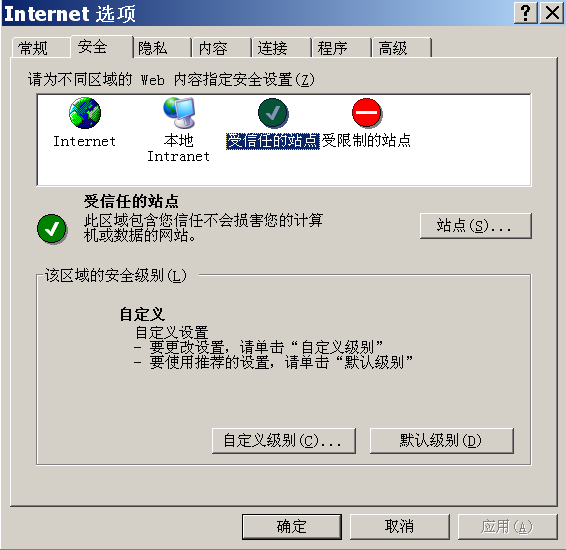 Internet 选项
常规 安全 隐私 内容 连接 程序 高级
请为不同区域的 Web 内容指定安全设置(Z)
Internet 本地 受信任的站点 受限制的站点
Intranet
受信任的站点
此区域包含您信任不会损害您的计算
机或数据的网站。
站点(S)...
该区域的安全级别(L)
自定义
自定义设置
- 要更改设置,请单击“自定义级别”
- 要使用推荐的设置,请单击“默认级别”
自定义级别(C)... 默认级别(D)
确定 取消 应用(A)